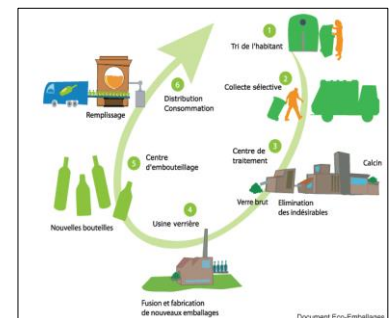 1
Tri de l'habitant
2
Collecte sélective
3
Centre de
traitement
Calcin
Verre brut
Elimination
des indésirables
4
Usine verrière
Fusion et fabrication
de nouveaux emballages
5
Centre
d'embouteillage
Nouvelles bouteilles
6
Distribution
Consommation
Remplissage
Document Eco-Emballages